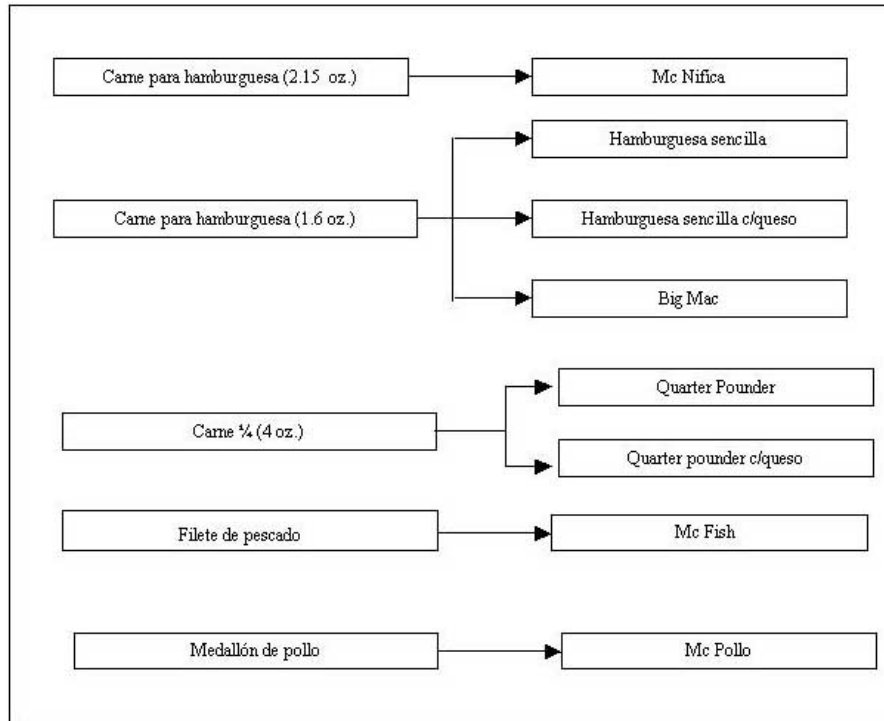 Carne para hamburguesa (2.15 oz.)
Mc Nifica
Hamburguesa sencilla
Carne para hamburguesa (1.6 oz.)
Hamburguesa sencilla c/queso
Big Mac
Quarter Pounder
Carne ¼ (4 oz.)
Quarter pounder c/queso
Filete de pescado
Mc Fish
Medallón de pollo
Mc Pollo